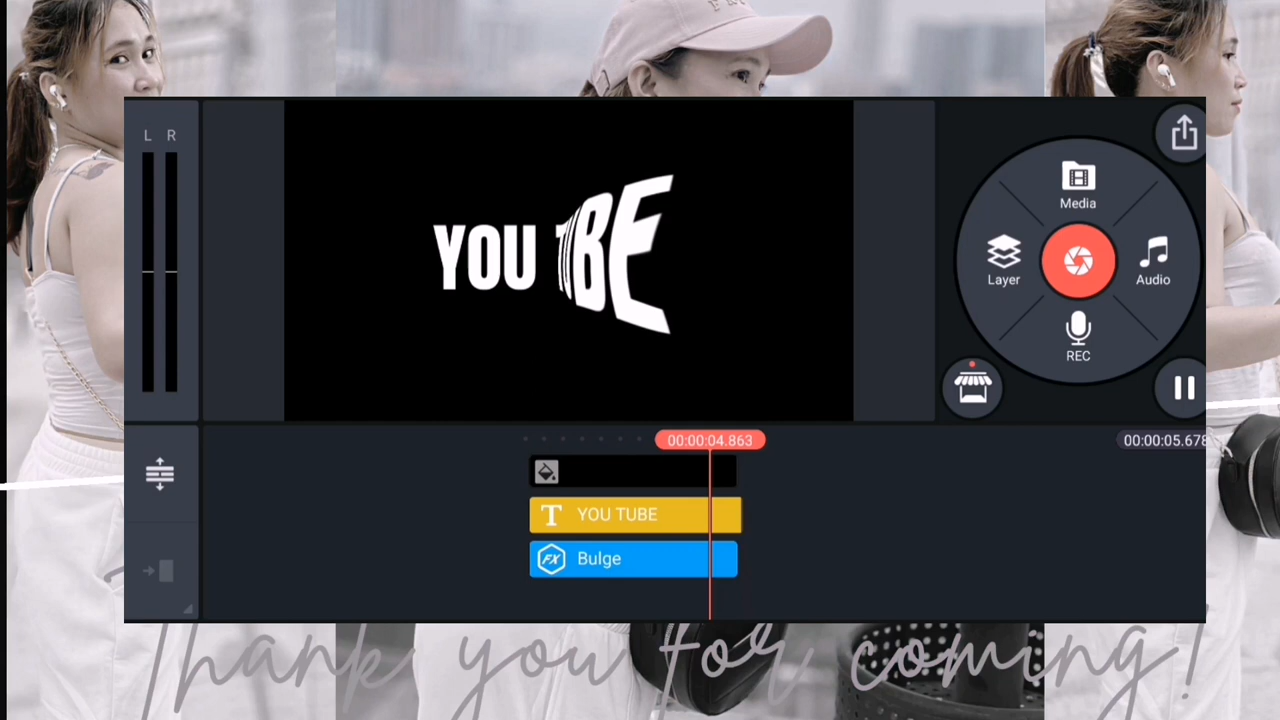 L R
YOU TUBE
Media
Layer
Audio
REC
00:00:04.863
00:00:05.678
YOU TUBE
Bulge
FX
Thank you for coming!